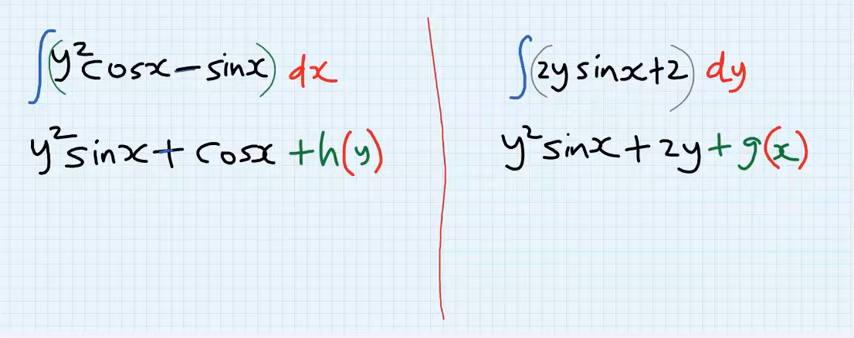 ∫(y²cosx − sinx) dx
y²sinx + cosx + h(y)
∫(2y sinx + 2) dy
y²sinx + 2y + g(x)